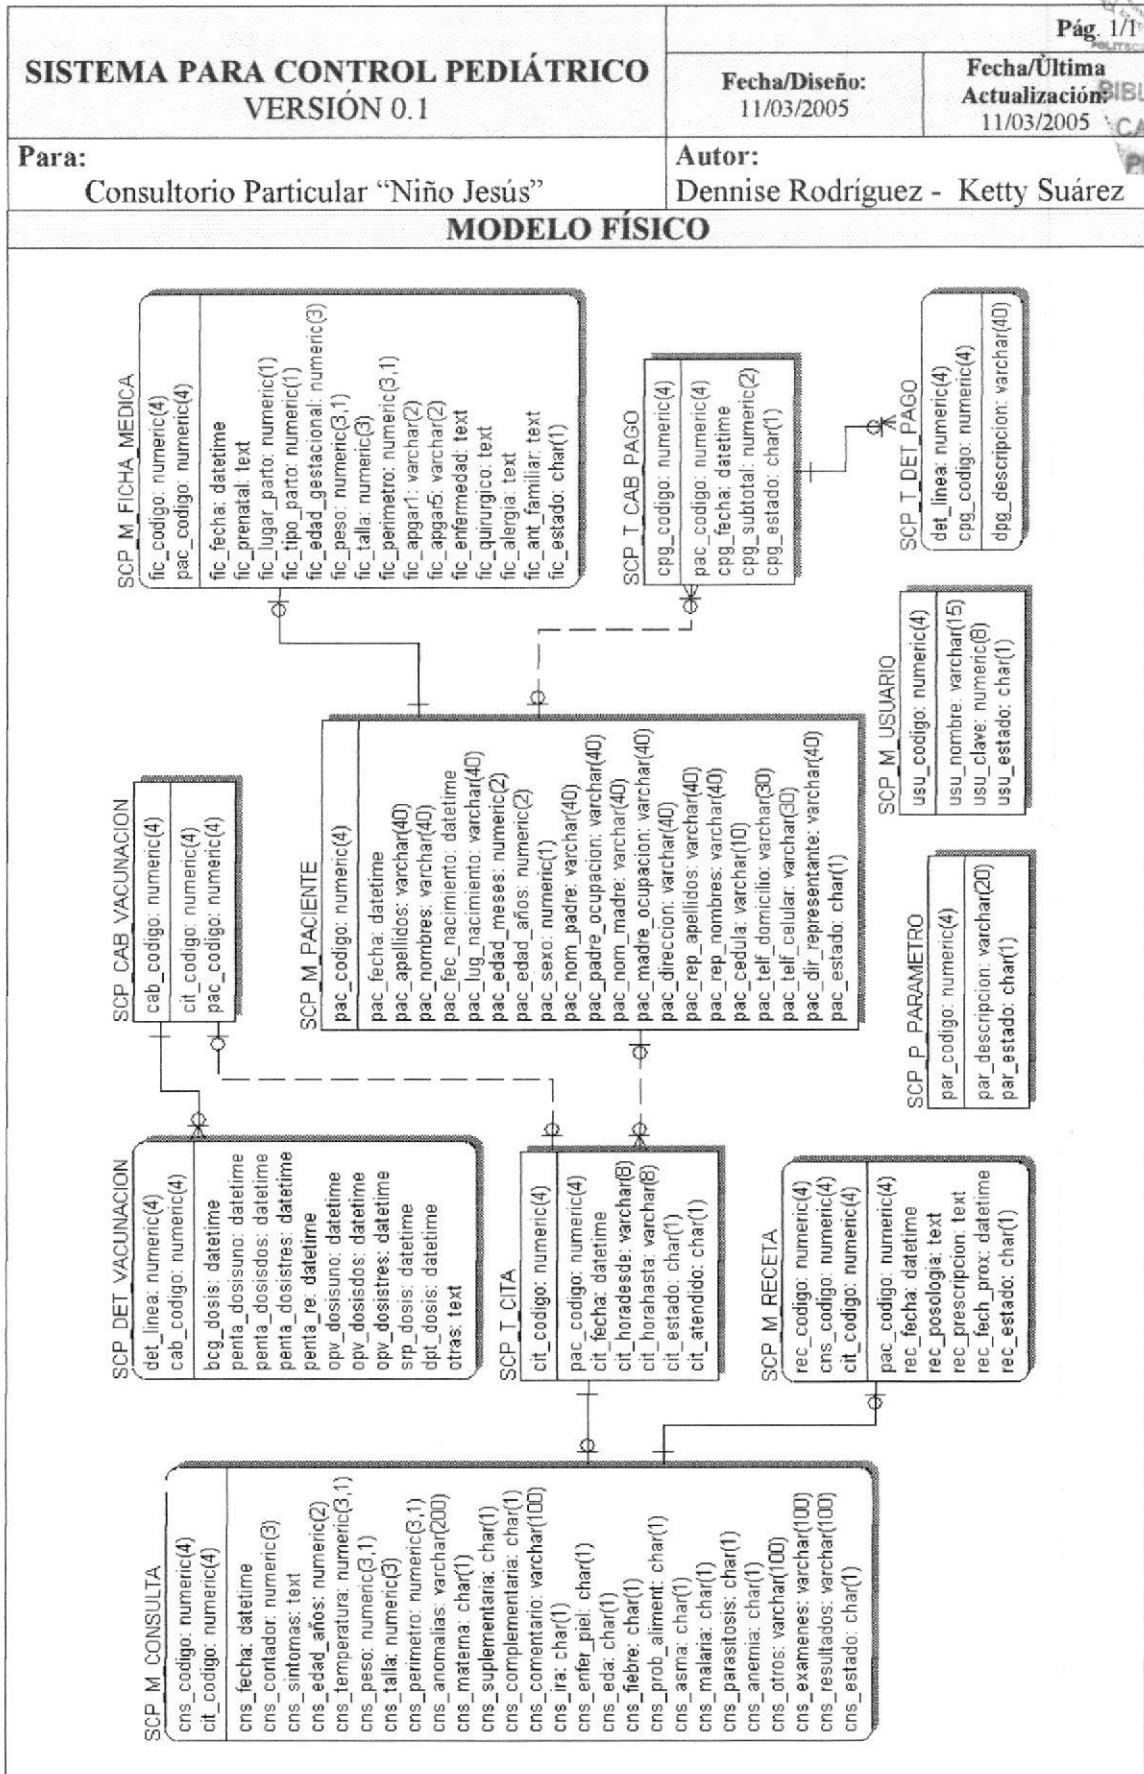 Pág. 1/1
SISTEMA PARA CONTROL PEDIÁTRICO
VERSIÓN 0.1
Fecha/Diseño:
11/03/2005
Fecha/Ùltima
Actualización:
11/03/2005
Para:
Consultorio Particular “Niño Jesús”
Autor:
Dennise Rodríguez - Ketty Suárez
MODELO FÍSICO
SCP_M_CONSULTA
cns_codigo: numeric(4)
cit_codigo: numeric(4)
cns_fecha: datetime
cns_contador: numeric(3)
cns_sintomas: text
cns_edad_años: numeric(2)
cns_temperatura: numeric(3,1)
cns_peso: numeric(3,1)
cns_talla: numeric(3)
cns_perimetro: numeric(3,1)
cns_anomalias: varchar(200)
cns_materna: char(1)
cns_suplementaria: char(1)
cns_complementaria: char(1)
cns_comentario: varchar(100)
cns_ira: char(1)
cns_enfer_piel: char(1)
cns_eda: char(1)
cns_fiebre: char(1)
cns_prob_aliment: char(1)
cns_asma: char(1)
cns_malaria: char(1)
cns_parasitosis: char(1)
cns_anemia: char(1)
cns_otros: varchar(100)
cns_examenes: varchar(100)
cns_resultados: varchar(100)
cns_estado: char(1)
SCP_DET_VACUNACION
det_linea: numeric(4)
cab_codigo: numeric(4)
bcg_dosis: datetime
penta_dosisuno: datetime
penta_dosisdos: datetime
penta_dosistres: datetime
penta_re: datetime
opv_dosisuno: datetime
opv_dosisdos: datetime
opv_dosistres: datetime
srp_dosis: datetime
dpt_dosis: datetime
otras: text
SCP_T_CITA
cit_codigo: numeric(4)
pac_codigo: numeric(4)
cit_fecha: datetime
cit_horadesde: varchar(8)
cit_horahasta: varchar(8)
cit_estado: char(1)
cit_atendido: char(1)
SCP_M_RECETA
rec_codigo: numeric(4)
cns_codigo: numeric(4)
cit_codigo: numeric(4)
pac_codigo: numeric(4)
rec_fecha: datetime
rec_posologia: text
rec_prescripcion: text
rec_fech_prox: datetime
rec_estado: char(1)
SCP_CAB_VACUNACION
cab_codigo: numeric(4)
cit_codigo: numeric(4)
pac_codigo: numeric(4)
SCP_M_PACIENTE
pac_codigo: numeric(4)
pac_fecha: datetime
pac_apellidos: varchar(40)
pac_nombres: varchar(40)
pac_fec_nacimiento: datetime
pac_lug_nacimiento: varchar(40)
pac_edad_meses: numeric(2)
pac_edad_años: numeric(2)
pac_sexo: numeric(1)
pac_nom_padre: varchar(40)
pac_padre_ocupacion: varchar(40)
pac_nom_madre: varchar(40)
pac_madre_ocupacion: varchar(40)
pac_direccion: varchar(40)
pac_rep_apellidos: varchar(40)
pac_rep_nombres: varchar(40)
pac_cedula: varchar(10)
pac_telf_domicilio: varchar(30)
pac_telf_celular: varchar(30)
pac_dir_representante: varchar(40)
pac_estado: char(1)
SCP_P_PARAMETRO
par_codigo: numeric(4)
par_descripcion: varchar(20)
par_estado: char(1)
SCP_M_USUARIO
usu_codigo: numeric(4)
usu_nombre: varchar(15)
usu_clave: numeric(8)
usu_estado: char(1)
SCP_M_FICHA_MEDICA
fic_codigo: numeric(4)
pac_codigo: numeric(4)
fic_fecha: datetime
fic_prenatal: text
fic_lugar_parto: numeric(1)
fic_tipo_parto: numeric(1)
fic_edad_gestacional: numeric(3)
fic_peso: numeric(3,1)
fic_talla: numeric(3)
fic_perimetro: numeric(3,1)
fic_apgar1: varchar(2)
fic_apgar5: varchar(2)
fic_enfermedad: text
fic_quirurgico: text
fic_alergia: text
fic_ant_familiar: text
fic_estado: char(1)
SCP_T_CAB_PAGO
cpg_codigo: numeric(4)
pac_codigo: numeric(4)
cpg_fecha: datetime
cpg_subtotal: numeric(2)
cpg_estado: char(1)
SCP_T_DET_PAGO
det_linea: numeric(4)
cpg_codigo: numeric(4)
dpg_descripcion: varchar(40)